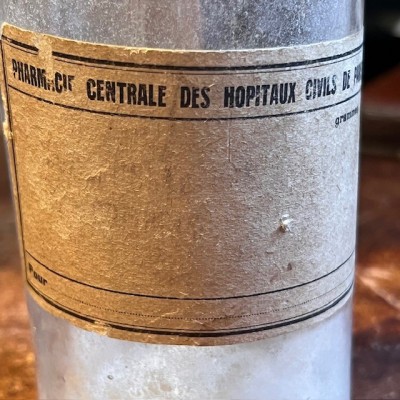 PHARMACIE CENTRALE DES HOPITAUX CIVILS DE
grammes
Pour